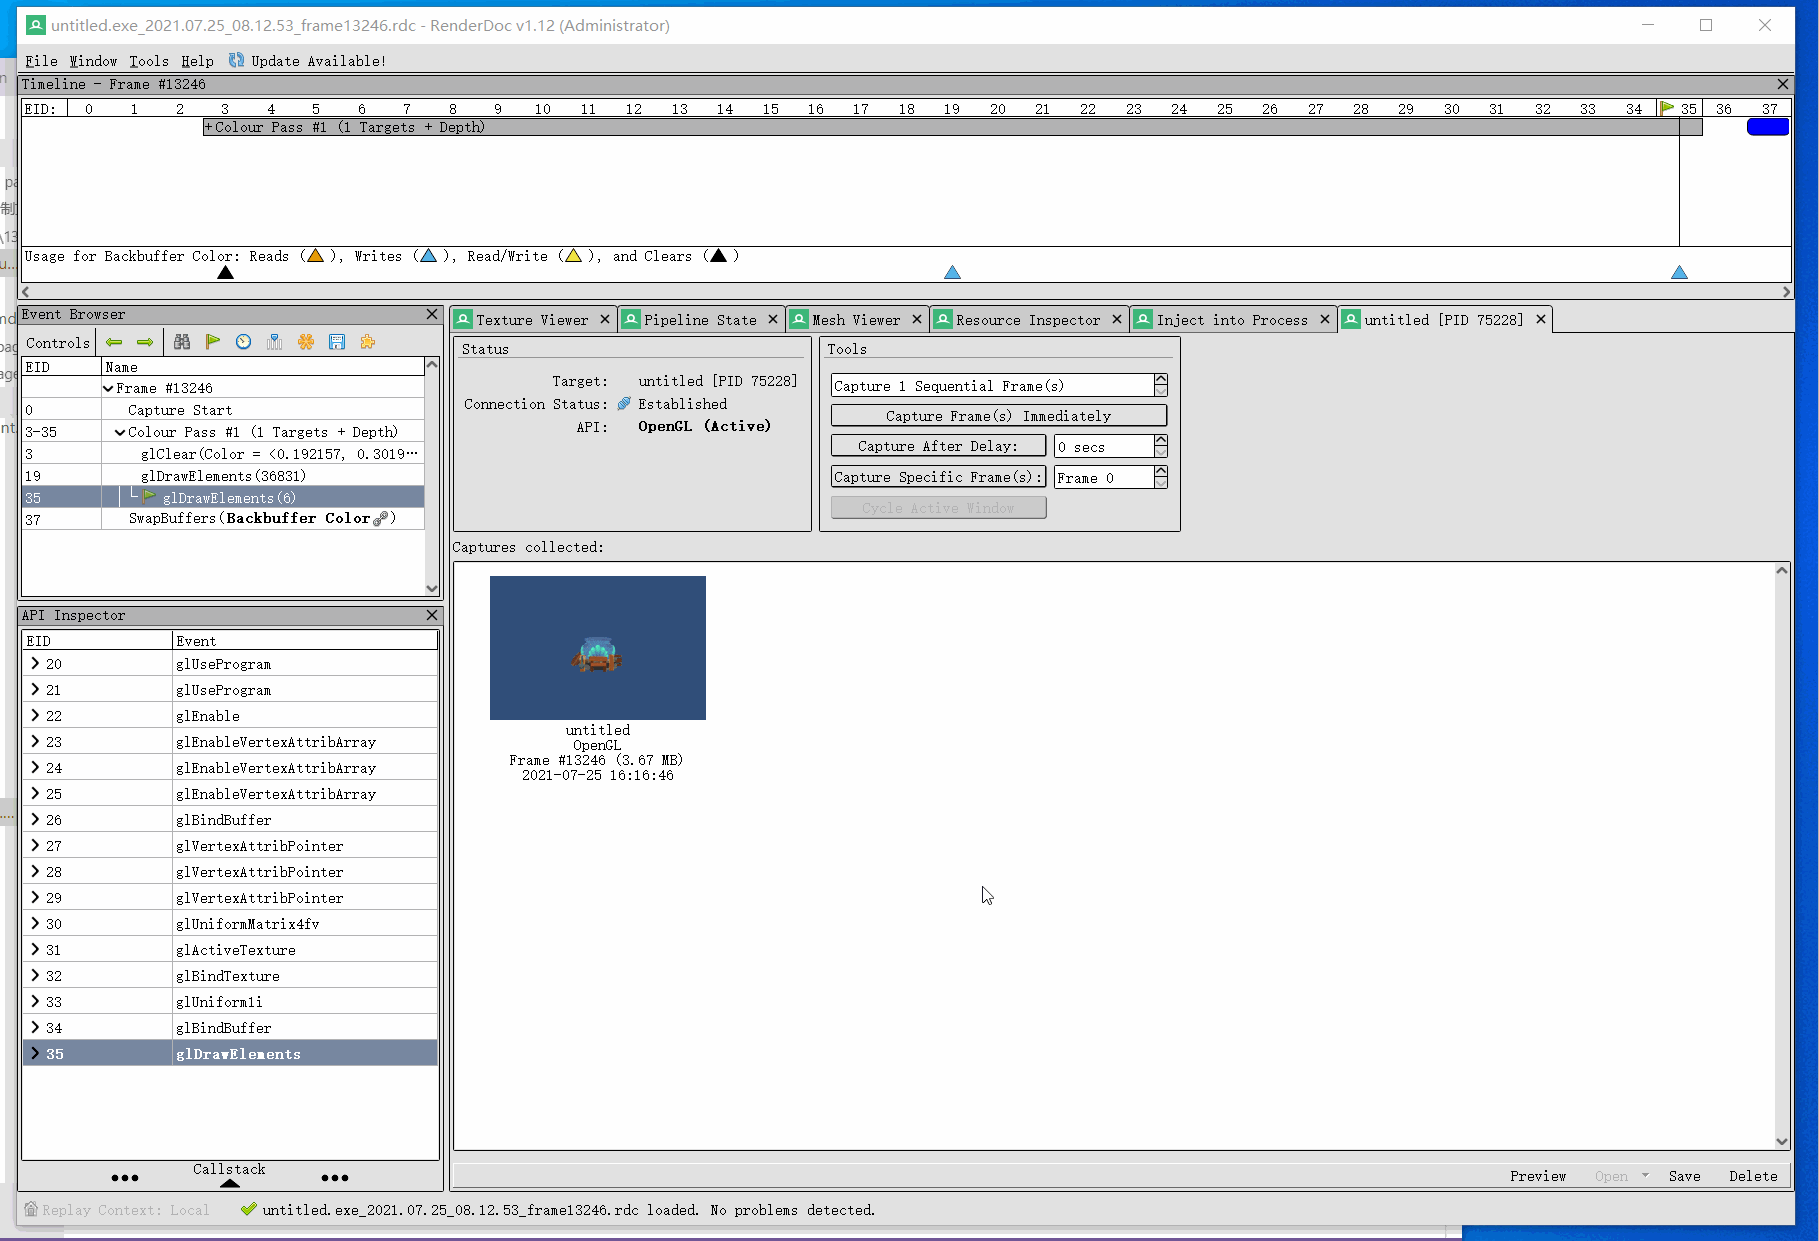 untitled.exe_2021.07.25_08.12.53_frame13246.rdc - RenderDoc v1.12 (Administrator)
File Window Tools Help Update Available!
Timeline - Frame #13246
EID: 0 1 2 3 4 5 6 7 8 9 10 11 12 13 14 15 16 17 18 19 20 21 22 23 24 25 26 27 28 29 30 31 32 33 34 35 36 37
+Colour Pass #1 (1 Targets + Depth)
Usage for Backbuffer Color: Reads ( ), Writes ( ), Read/Write ( ), and Clears ( )
Event Browser
Controls
EID Name
Frame #13246
0 Capture Start
3-35 Colour Pass #1 (1 Targets + Depth)
3 glClear(Color = <0.192157, 0.3019···
19 glDrawElements(36831)
35 glDrawElements(6)
37 SwapBuffers(Backbuffer Color)
API Inspector
EID Event
20 glUseProgram
21 glUseProgram
22 glEnable
23 glEnableVertexAttribArray
24 glEnableVertexAttribArray
25 glEnableVertexAttribArray
26 glBindBuffer
27 glVertexAttribPointer
28 glVertexAttribPointer
29 glVertexAttribPointer
30 glUniformMatrix4fv
31 glActiveTexture
32 glBindTexture
33 glUniform1i
34 glBindBuffer
35 glDrawElements
Callstack
Texture Viewer Pipeline State Mesh Viewer Resource Inspector Inject into Process untitled [PID 75228]
Status
Target: untitled [PID 75228]
Connection Status: Established
API: OpenGL (Active)
Tools
Capture 1 Sequential Frame(s)
Capture Frame(s) Immediately
Capture After Delay: 0 secs
Capture Specific Frame(s): Frame 0
Cycle Active Window
Captures collected:
untitled
OpenGL
Frame #13246 (3.67 MB)
2021-07-25 16:16:46
Preview Open Save Delete
Replay Context: Local untitled.exe_2021.07.25_08.12.53_frame13246.rdc loaded. No problems detected.